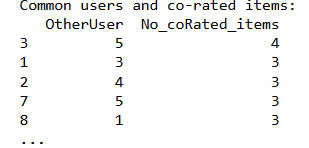 Common users and co-rated items:
OtherUser No_coRated_items
3 5 4
1 3 3
2 4 3
7 5 3
8 1 3
...